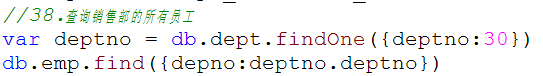 //38.查询销售部的所有员工
var deptno = db.dept.findOne({deptno:30})
db.emp.find({depno:deptno.deptno})